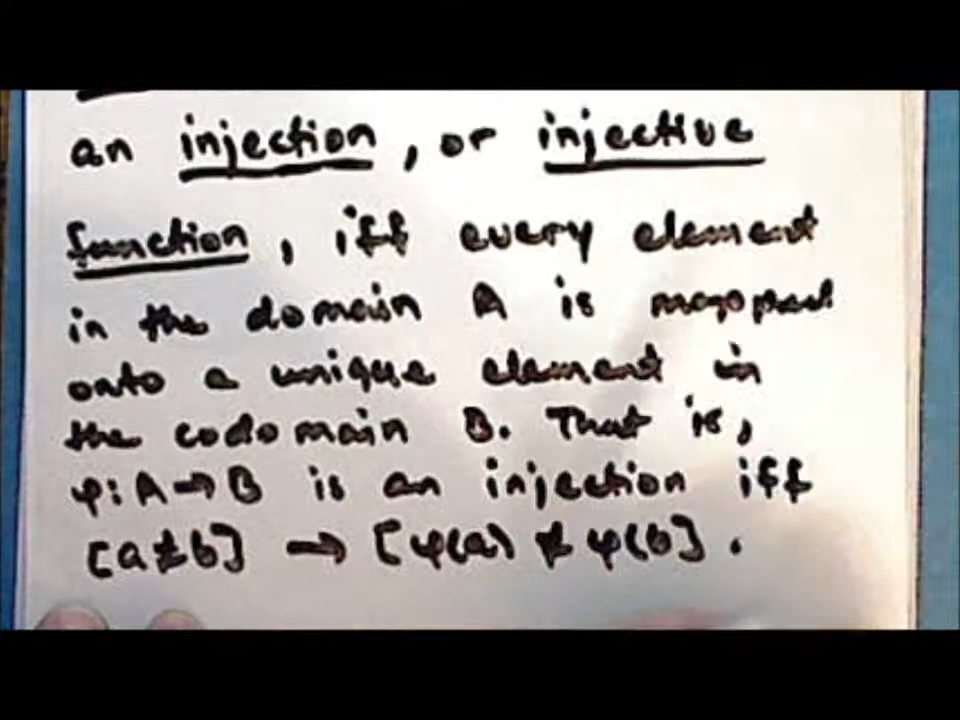 an injection, or injective
function, iff every element
in the domain A is mapped
onto a unique element in
the codomain B. That is,
φ: A → B is an injection iff
[a ≠ b] → [φ(a) ≠ φ(b)].